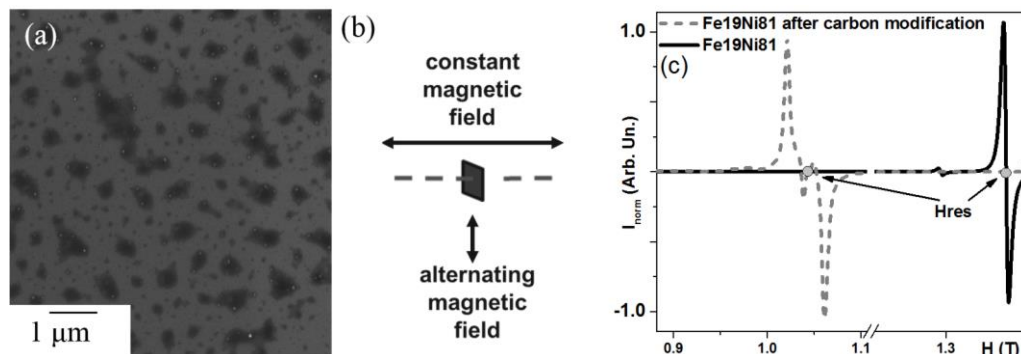 (a)
1 μm
(b)
constant
magnetic
field
alternating
magnetic
field
Fe19Ni81 after carbon modification
Fe19Ni81
(c)
Hres
I_norm (Arb. Un.)
1.0
-1.0
0.9
1.0
1.1
1.3
H (T)